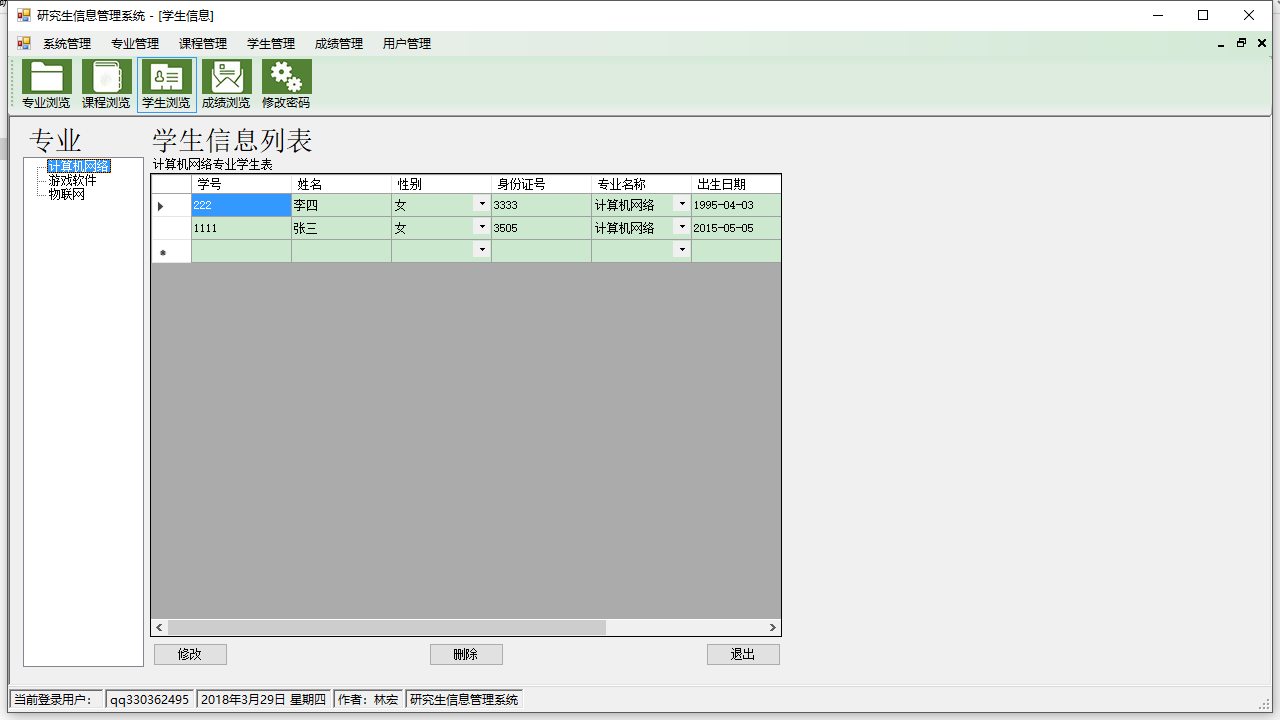 研究生信息管理系统 - [学生信息]
系统管理 专业管理 课程管理 学生管理 成绩管理 用户管理
专业浏览 课程浏览 学生浏览 成绩浏览 修改密码
专业
计算机网络
游戏软件
物联网
学生信息列表
计算机网络专业学生表
学号 姓名 性别 身份证号 专业名称 出生日期
222 李四 女 3333 计算机网络 1995-04-03
1111 张三 女 3505 计算机网络 2015-05-05
修改 删除 退出
当前登录用户： qq330362495 2018年3月29日 星期四 作者：林宏 研究生信息管理系统